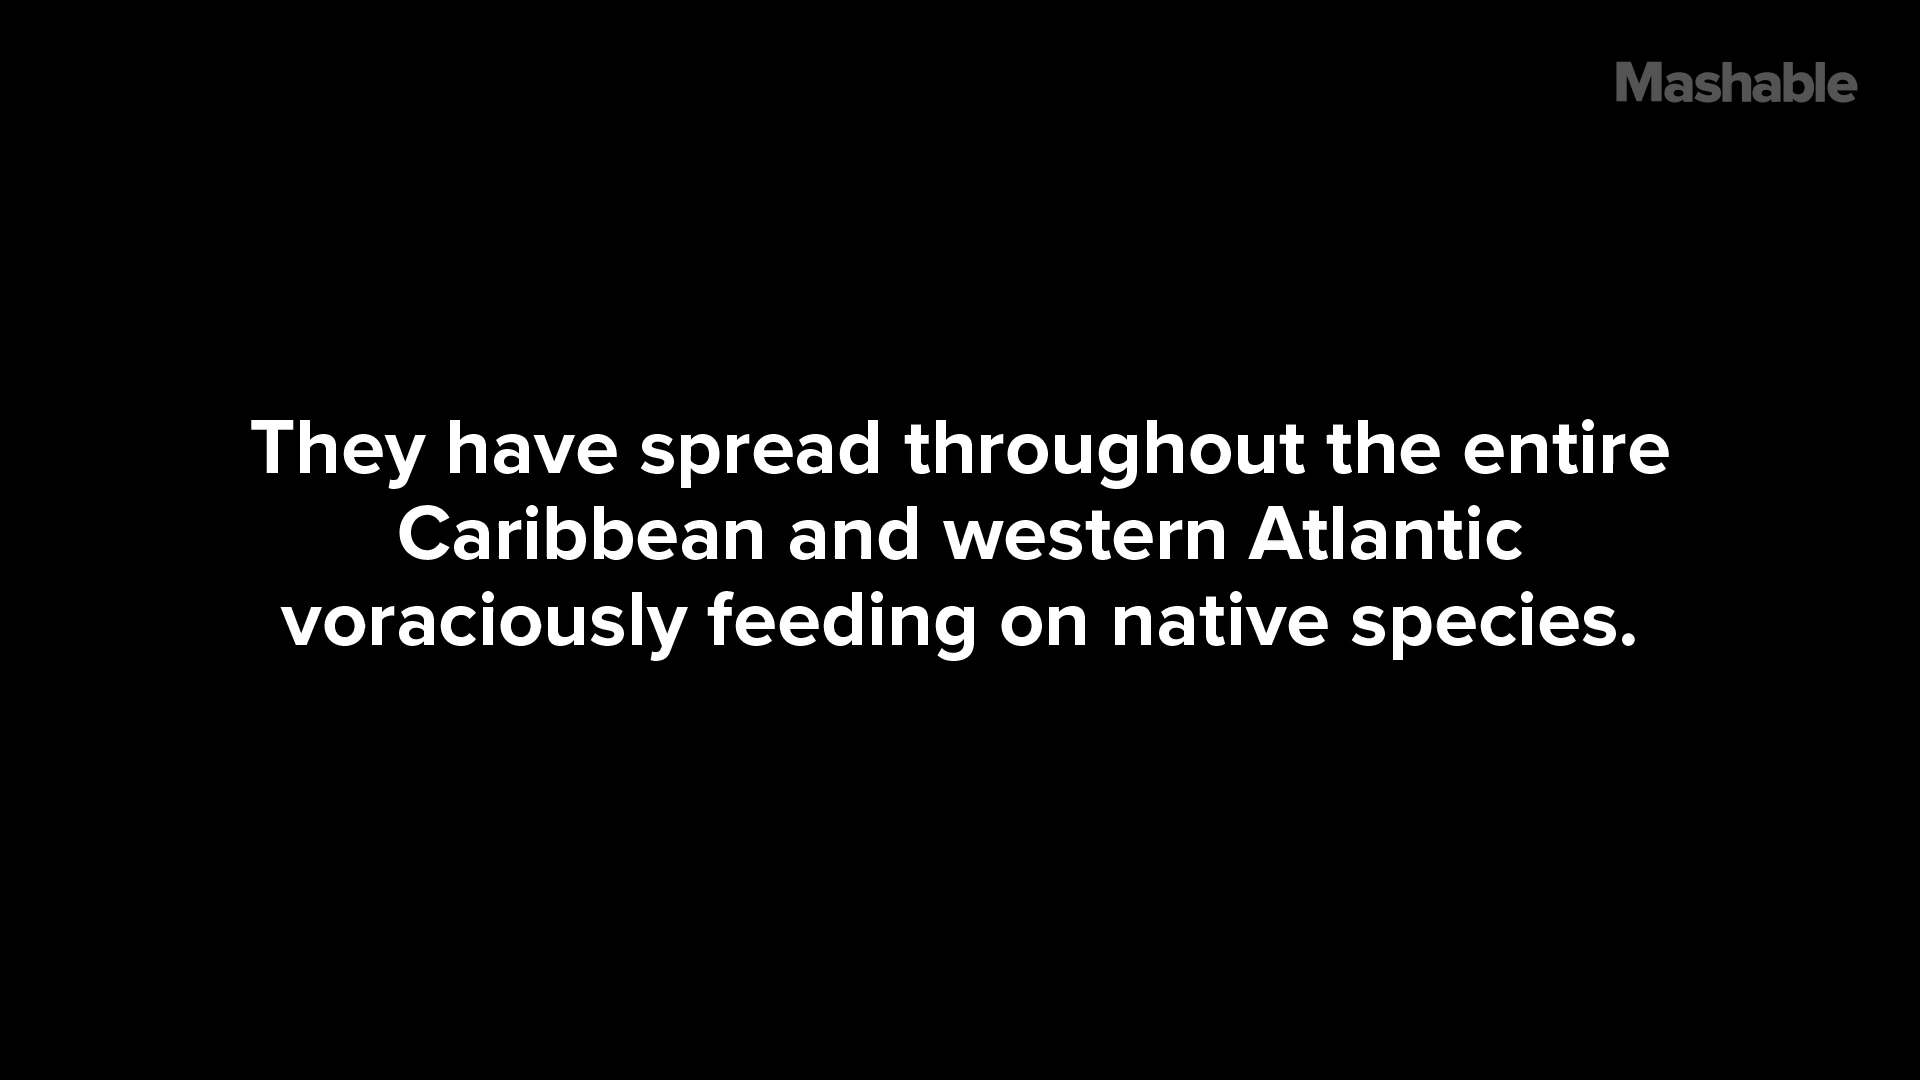 Mashable
They have spread throughout the entire
Caribbean and western Atlantic
voraciously feeding on native species.